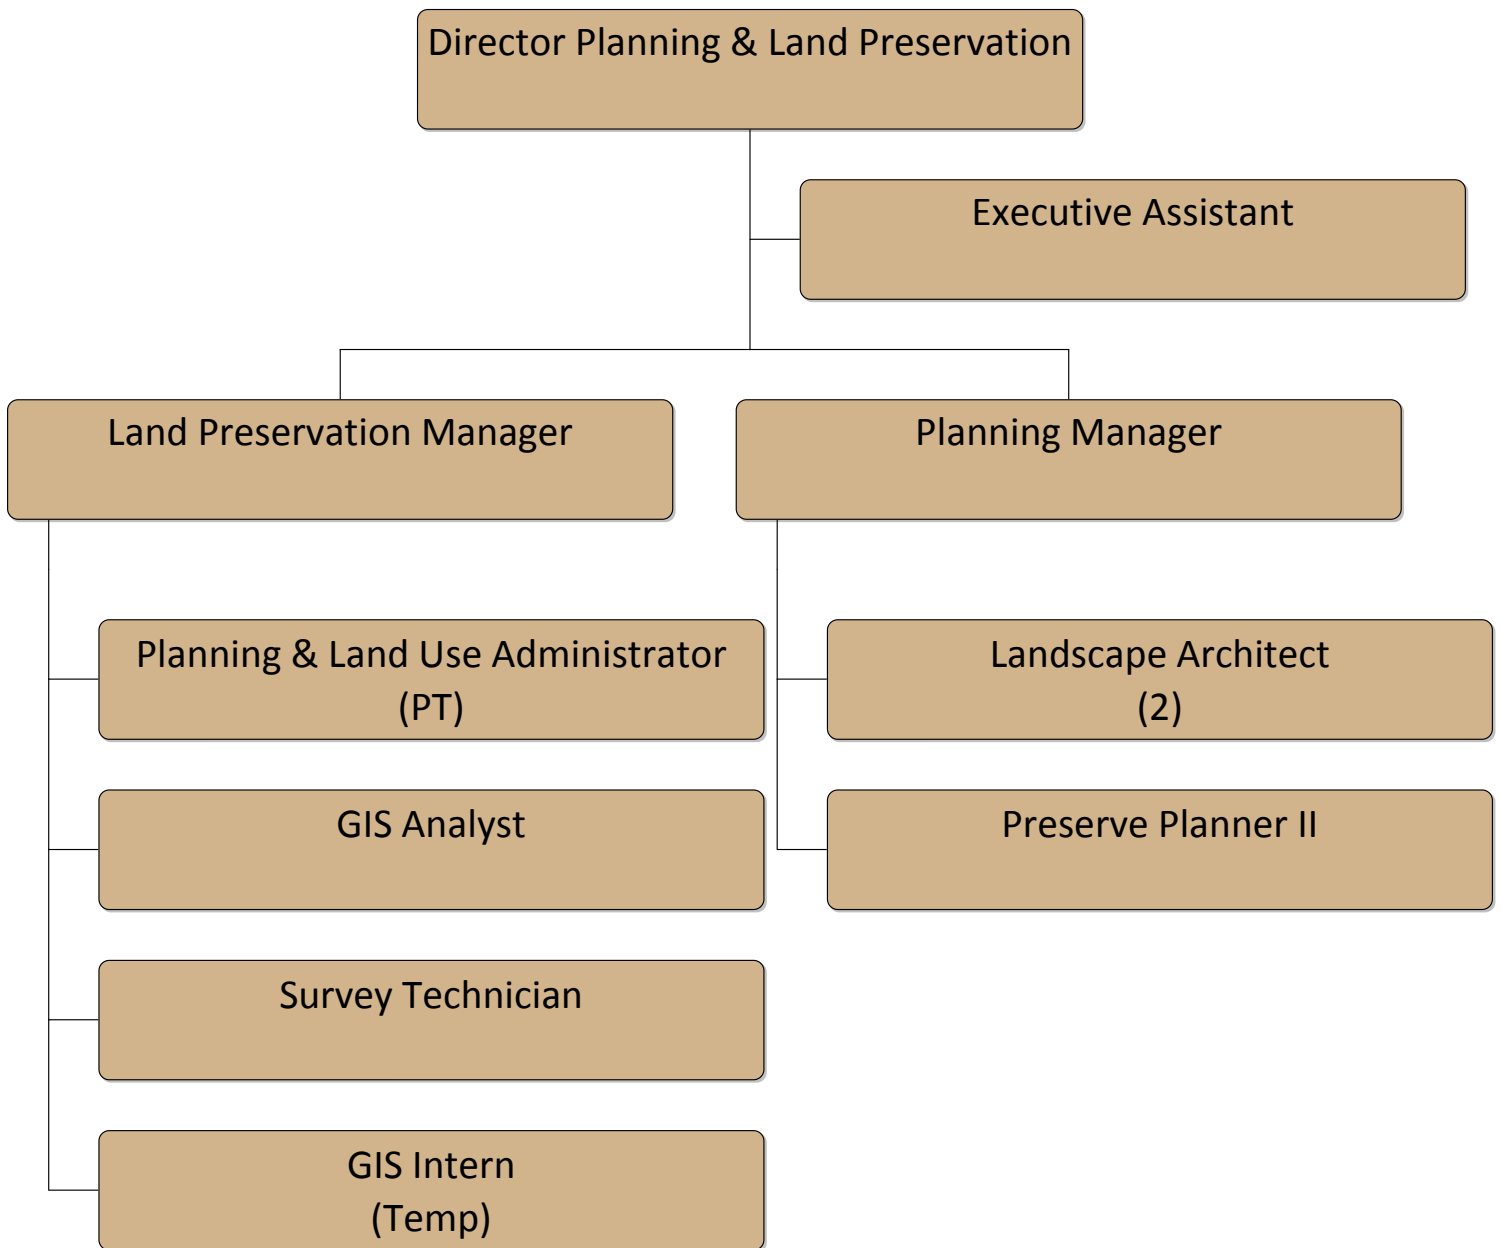 Director Planning & Land Preservation
Executive Assistant
Land Preservation Manager
Planning Manager
Planning & Land Use Administrator
(PT)
Landscape Architect
(2)
GIS Analyst
Preserve Planner II
Survey Technician
GIS Intern
(Temp)